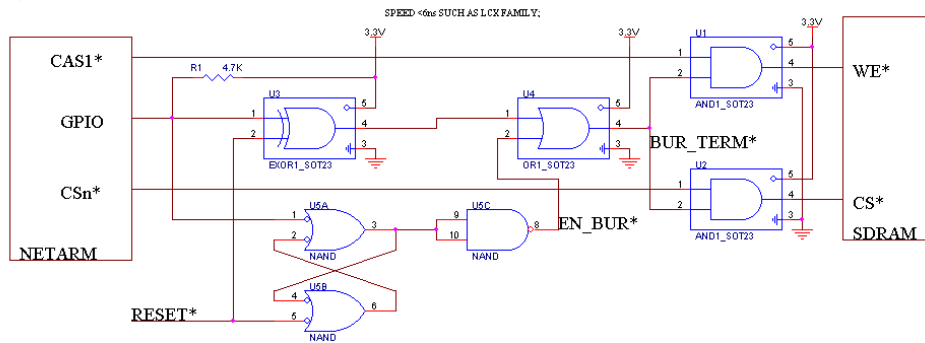 SPEED <6ns SUCH AS LCX FAMILY;
3.3V 3.3V 3.3V
U1
CAS1* 1 5
4 WE*
R1 4.7K 2
3
GPIO U3 U4 AND1_SOT23
1 5 1 5
2 4 2 4
3 3 BUR_TERM*
EXOR1_SOT23 OR1_SOT23 U2
CSn* 1 5
4 CS*
2 3
U5A U5C AND1_SOT23
1 3 9 8 EN_BUR*
2 10
NETARM NAND NAND SDRAM
U5B
4 6
RESET* 5
NAND